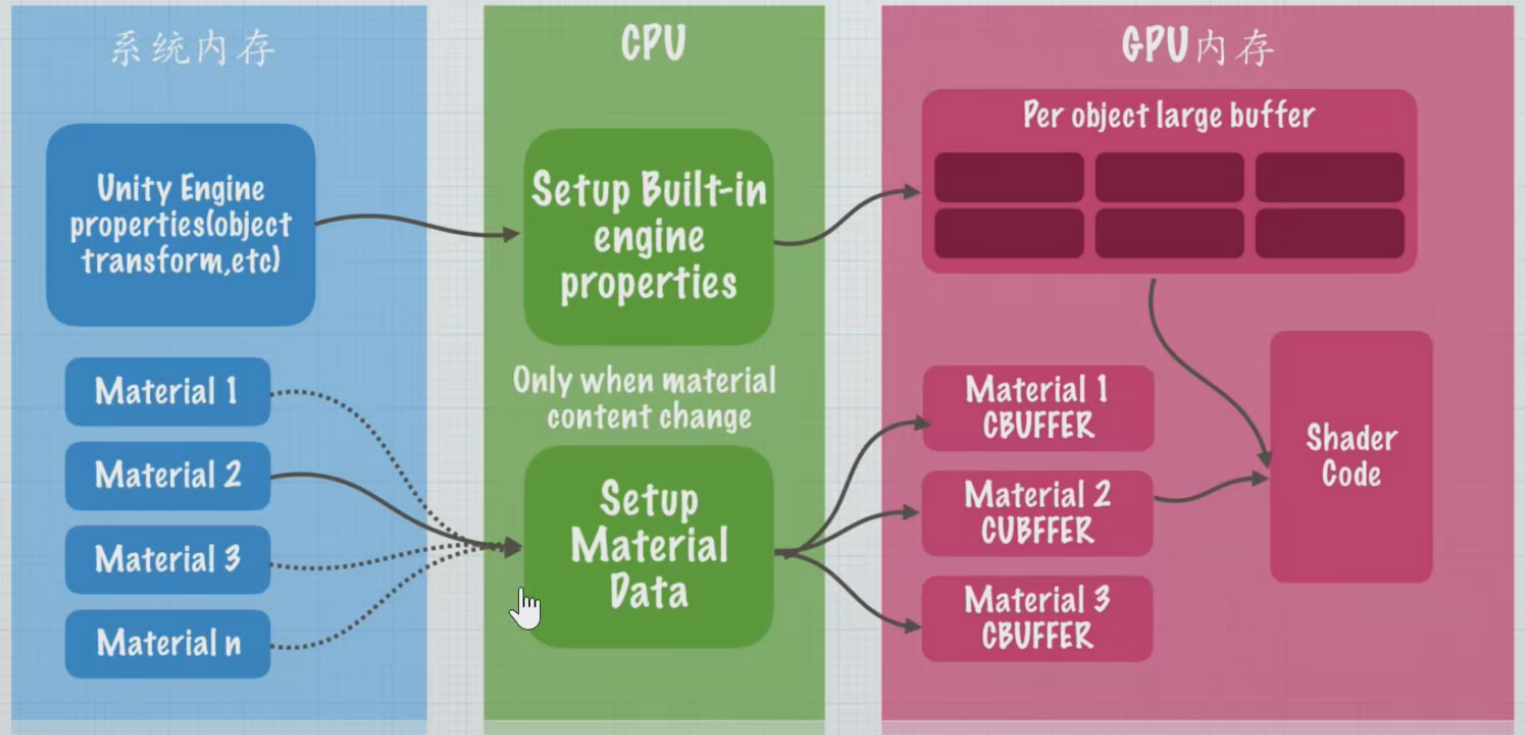 系统内存
CPU
GPU内存
Unity Engine
properties(object
transform,etc)
Setup Built-in
engine
properties
Per object large buffer
Material 1
Material 2
Material 3
Material n
Only when material
content change
Setup
Material
Data
Material 1
CBUFFER
Material 2
CUBFFER
Material 3
CBUFFER
Shader
Code